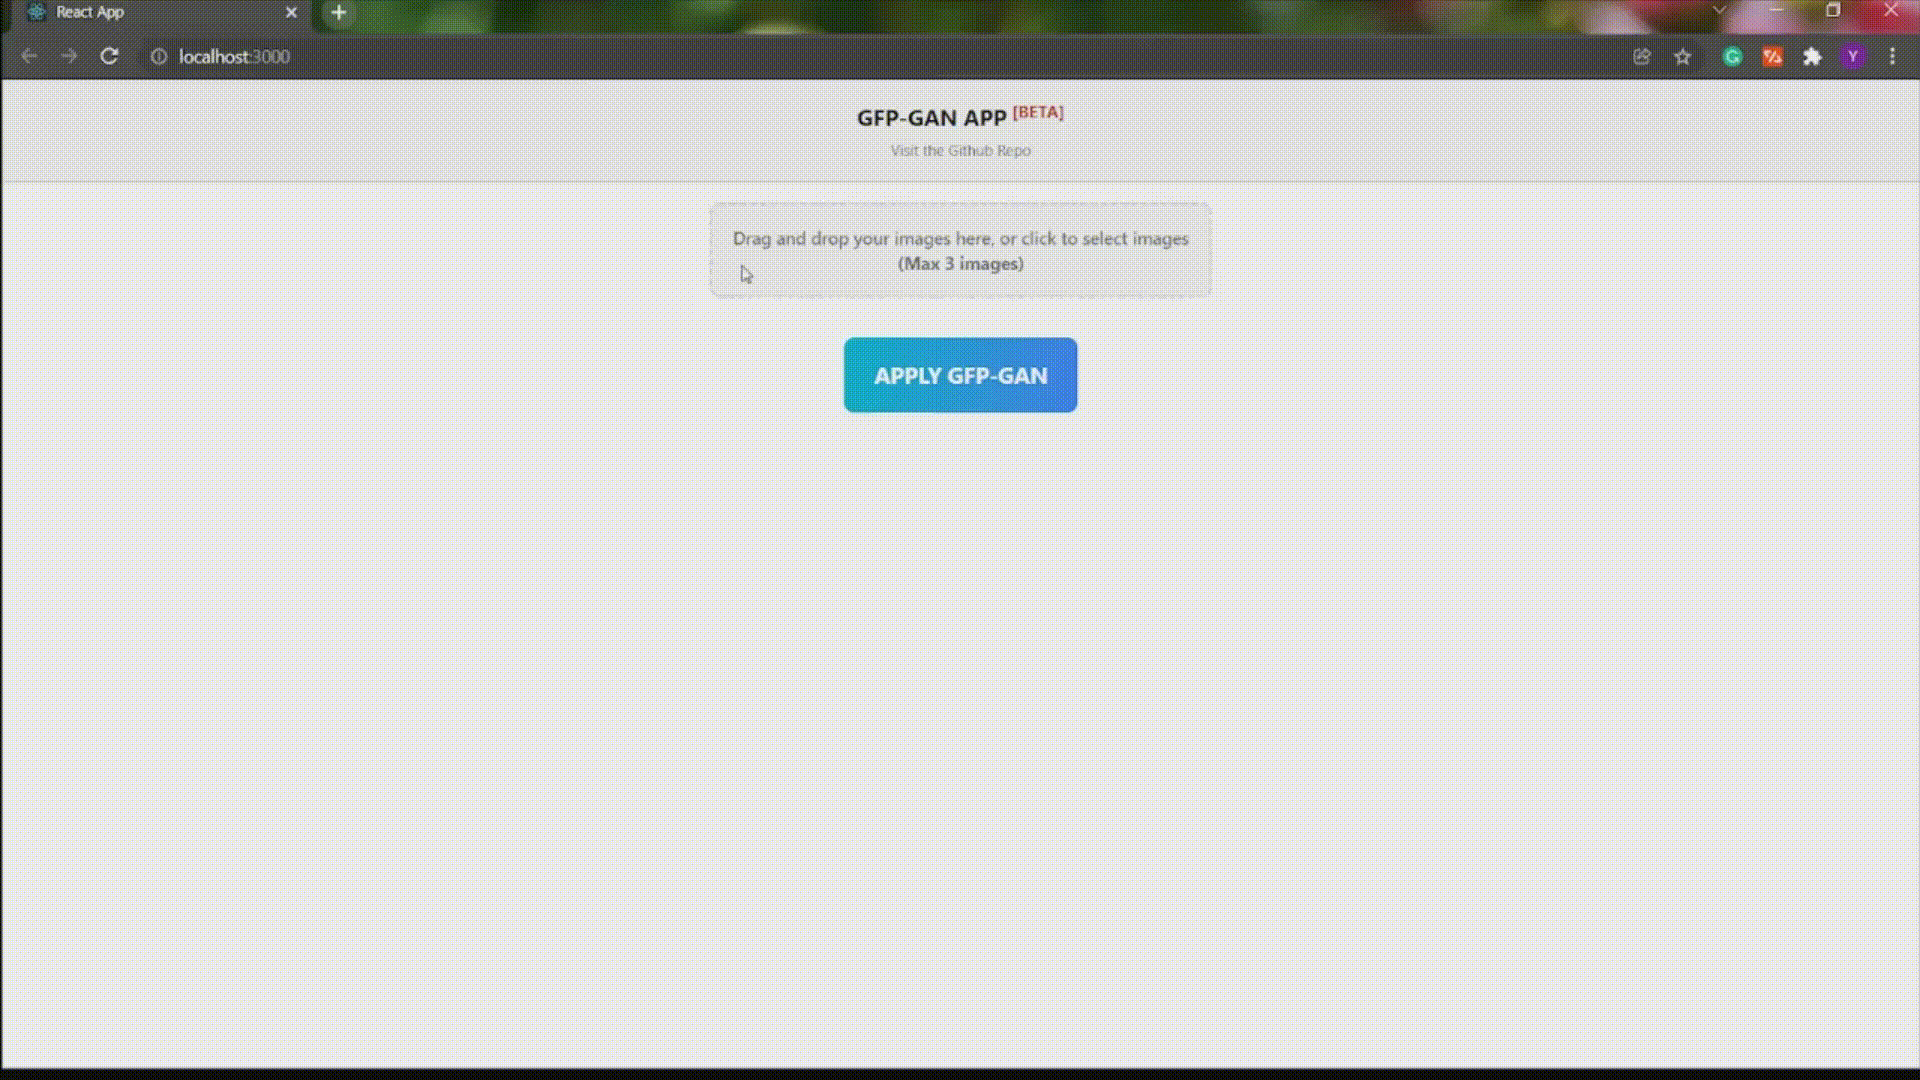 React App
localhost:3000
Y
GFP-GAN APP [BETA]
Visit the Github Repo
Drag and drop your images here, or click to select images
(Max 3 images)
APPLY GFP-GAN